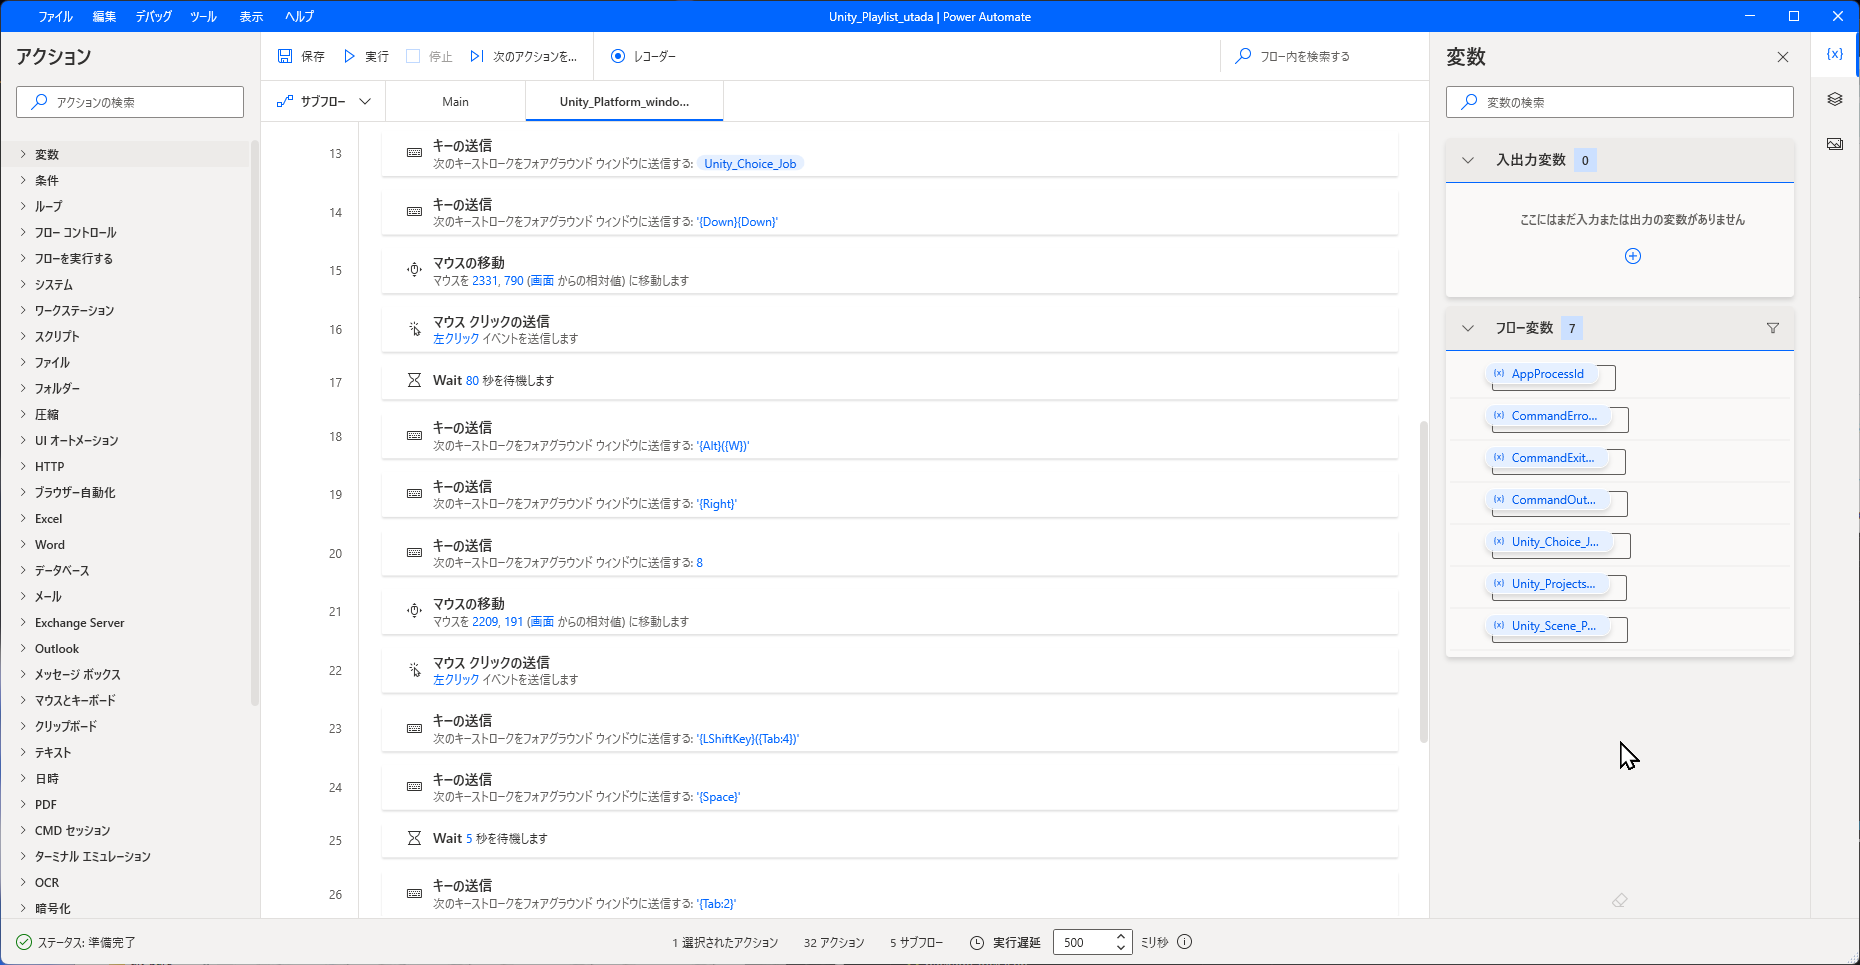 ファイル 編集 デバッグ ツール 表示 ヘルプ
Unity_Playlist_utada | Power Automate
アクション
アクションの検索
変数
条件
ループ
フロー コントロール
フローを実行する
システム
ワークステーション
スクリプト
ファイル
フォルダー
圧縮
UI オートメーション
HTTP
ブラウザー自動化
Excel
Word
データベース
メール
Exchange Server
Outlook
メッセージ ボックス
マウスとキーボード
クリップボード
テキスト
日時
PDF
CMD セッション
ターミナル エミュレーション
OCR
暗号化
保存 実行 停止 次のアクションを... レコーダー
フロー内を検索する
サブフロー Main Unity_Platform_windo...
13 キーの送信
次のキーストロークをフォアグラウンド ウィンドウに送信する: Unity_Choice_Job
14 キーの送信
次のキーストロークをフォアグラウンド ウィンドウに送信する: '{Down}{Down}'
15 マウスの移動
マウスを 2331, 790 (画面 からの相対値) に移動します
16 マウス クリックの送信
左クリック イベントを送信します
17 Wait 80 秒を待機します
18 キーの送信
次のキーストロークをフォアグラウンド ウィンドウに送信する: '{Alt}({W})'
19 キーの送信
次のキーストロークをフォアグラウンド ウィンドウに送信する: '{Right}'
20 キーの送信
次のキーストロークをフォアグラウンド ウィンドウに送信する: 8
21 マウスの移動
マウスを 2209, 191 (画面 からの相対値) に移動します
22 マウス クリックの送信
左クリック イベントを送信します
23 キーの送信
次のキーストロークをフォアグラウンド ウィンドウに送信する: '{LShiftKey}({Tab:4})'
24 キーの送信
次のキーストロークをフォアグラウンド ウィンドウに送信する: '{Space}'
25 Wait 5 秒を待機します
26 キーの送信
次のキーストロークをフォアグラウンド ウィンドウに送信する: '{Tab:2}'
変数
{x}
変数の検索
入出力変数 0
ここにはまだ入力または出力の変数がありません
フロー変数 7
(x) AppProcessId
(x) CommandErro...
(x) CommandExit...
(x) CommandOut...
(x) Unity_Choice_J...
(x) Unity_Projects...
(x) Unity_Scene_P...
ステータス: 準備完了
1 選択されたアクション 32 アクション 5 サブフロー 実行遅延 500 ミリ秒